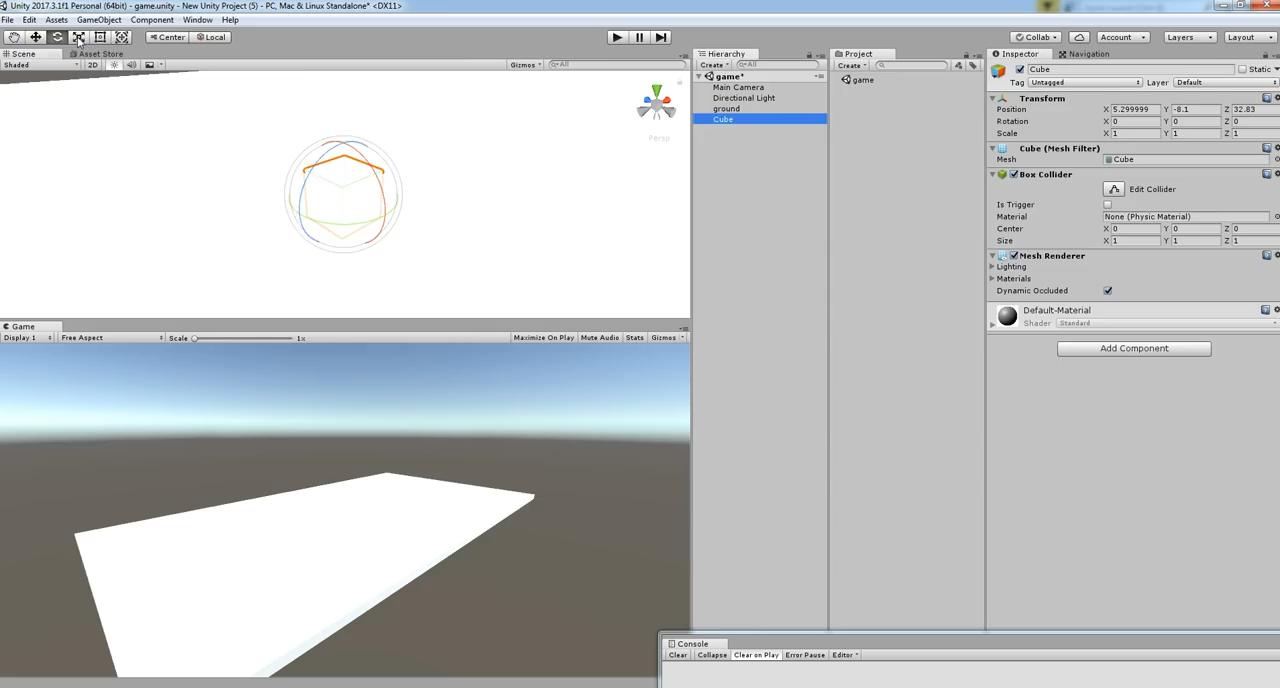 Unity 2017.3.1f1 Personal (64bit) - game.unity - New Unity Project (5) - PC, Mac & Linux Standalone* <DX11>
File Edit Assets GameObject Component Window Help
Center Local Collab Account Layers Layout
Scene Asset Store Hierarchy Project Inspector Navigation
Shaded 2D Gizmos All Create All Create Cube Static
game* game Tag Untagged Layer Default
Main Camera
Directional Light
ground
Cube
Persp
Transform
Position X 5.299999 Y -8.1 Z 32.83
Rotation X 0 Y 0 Z 0
Scale X 1 Y 1 Z 1
Cube (Mesh Filter)
Mesh Cube
Box Collider
Edit Collider
Is Trigger
Material None (Physic Material)
Center X 0 Y 0 Z 0
Size X 1 Y 1 Z 1
Mesh Renderer
Lighting
Materials
Dynamic Occluded
Default-Material
Shader Standard
Add Component
Game
Display 1 Free Aspect Scale 1x Maximize On Play Mute Audio Stats Gizmos
Console
Clear Collapse Clear on Play Error Pause Editor